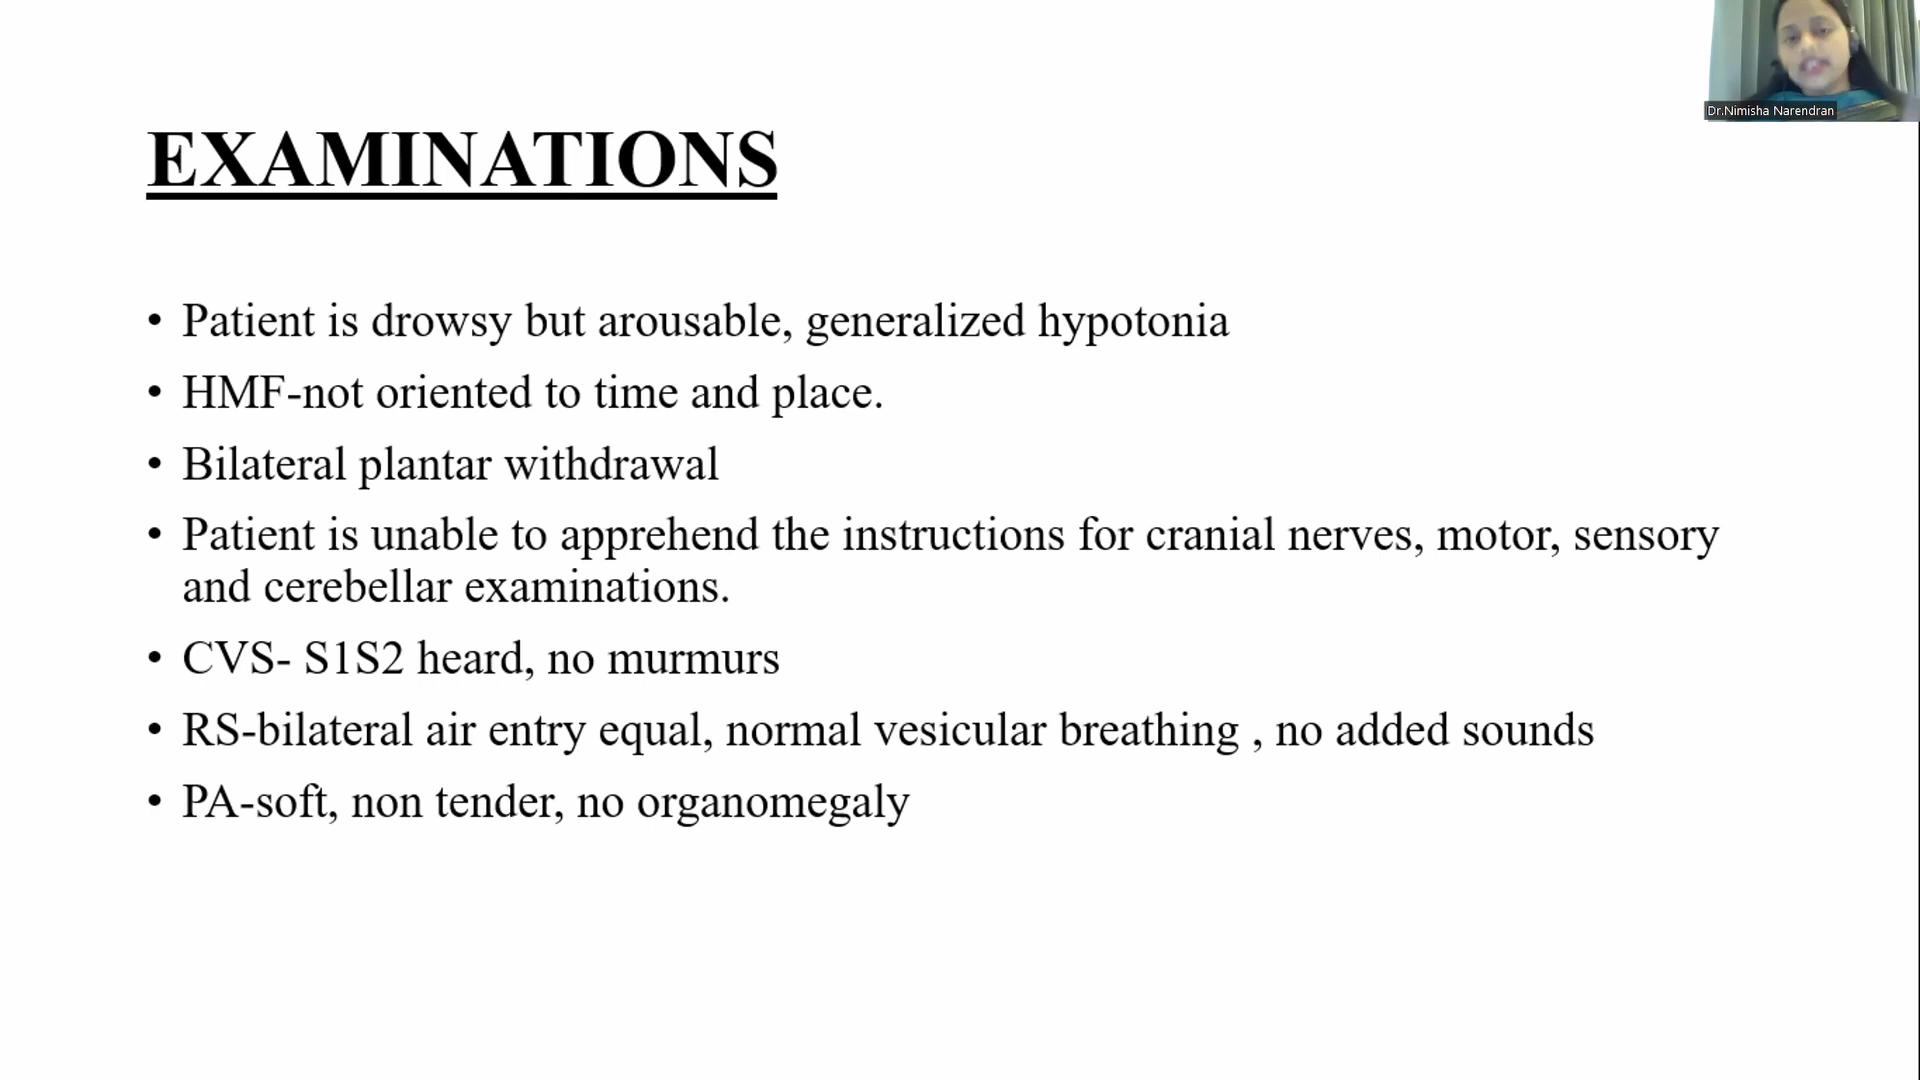 Dr.Nimisha Narendran
EXAMINATIONS
• Patient is drowsy but arousable, generalized hypotonia
• HMF-not oriented to time and place.
• Bilateral plantar withdrawal
• Patient is unable to apprehend the instructions for cranial nerves, motor, sensory
and cerebellar examinations.
• CVS- S1S2 heard, no murmurs
• RS-bilateral air entry equal, normal vesicular breathing , no added sounds
• PA-soft, non tender, no organomegaly